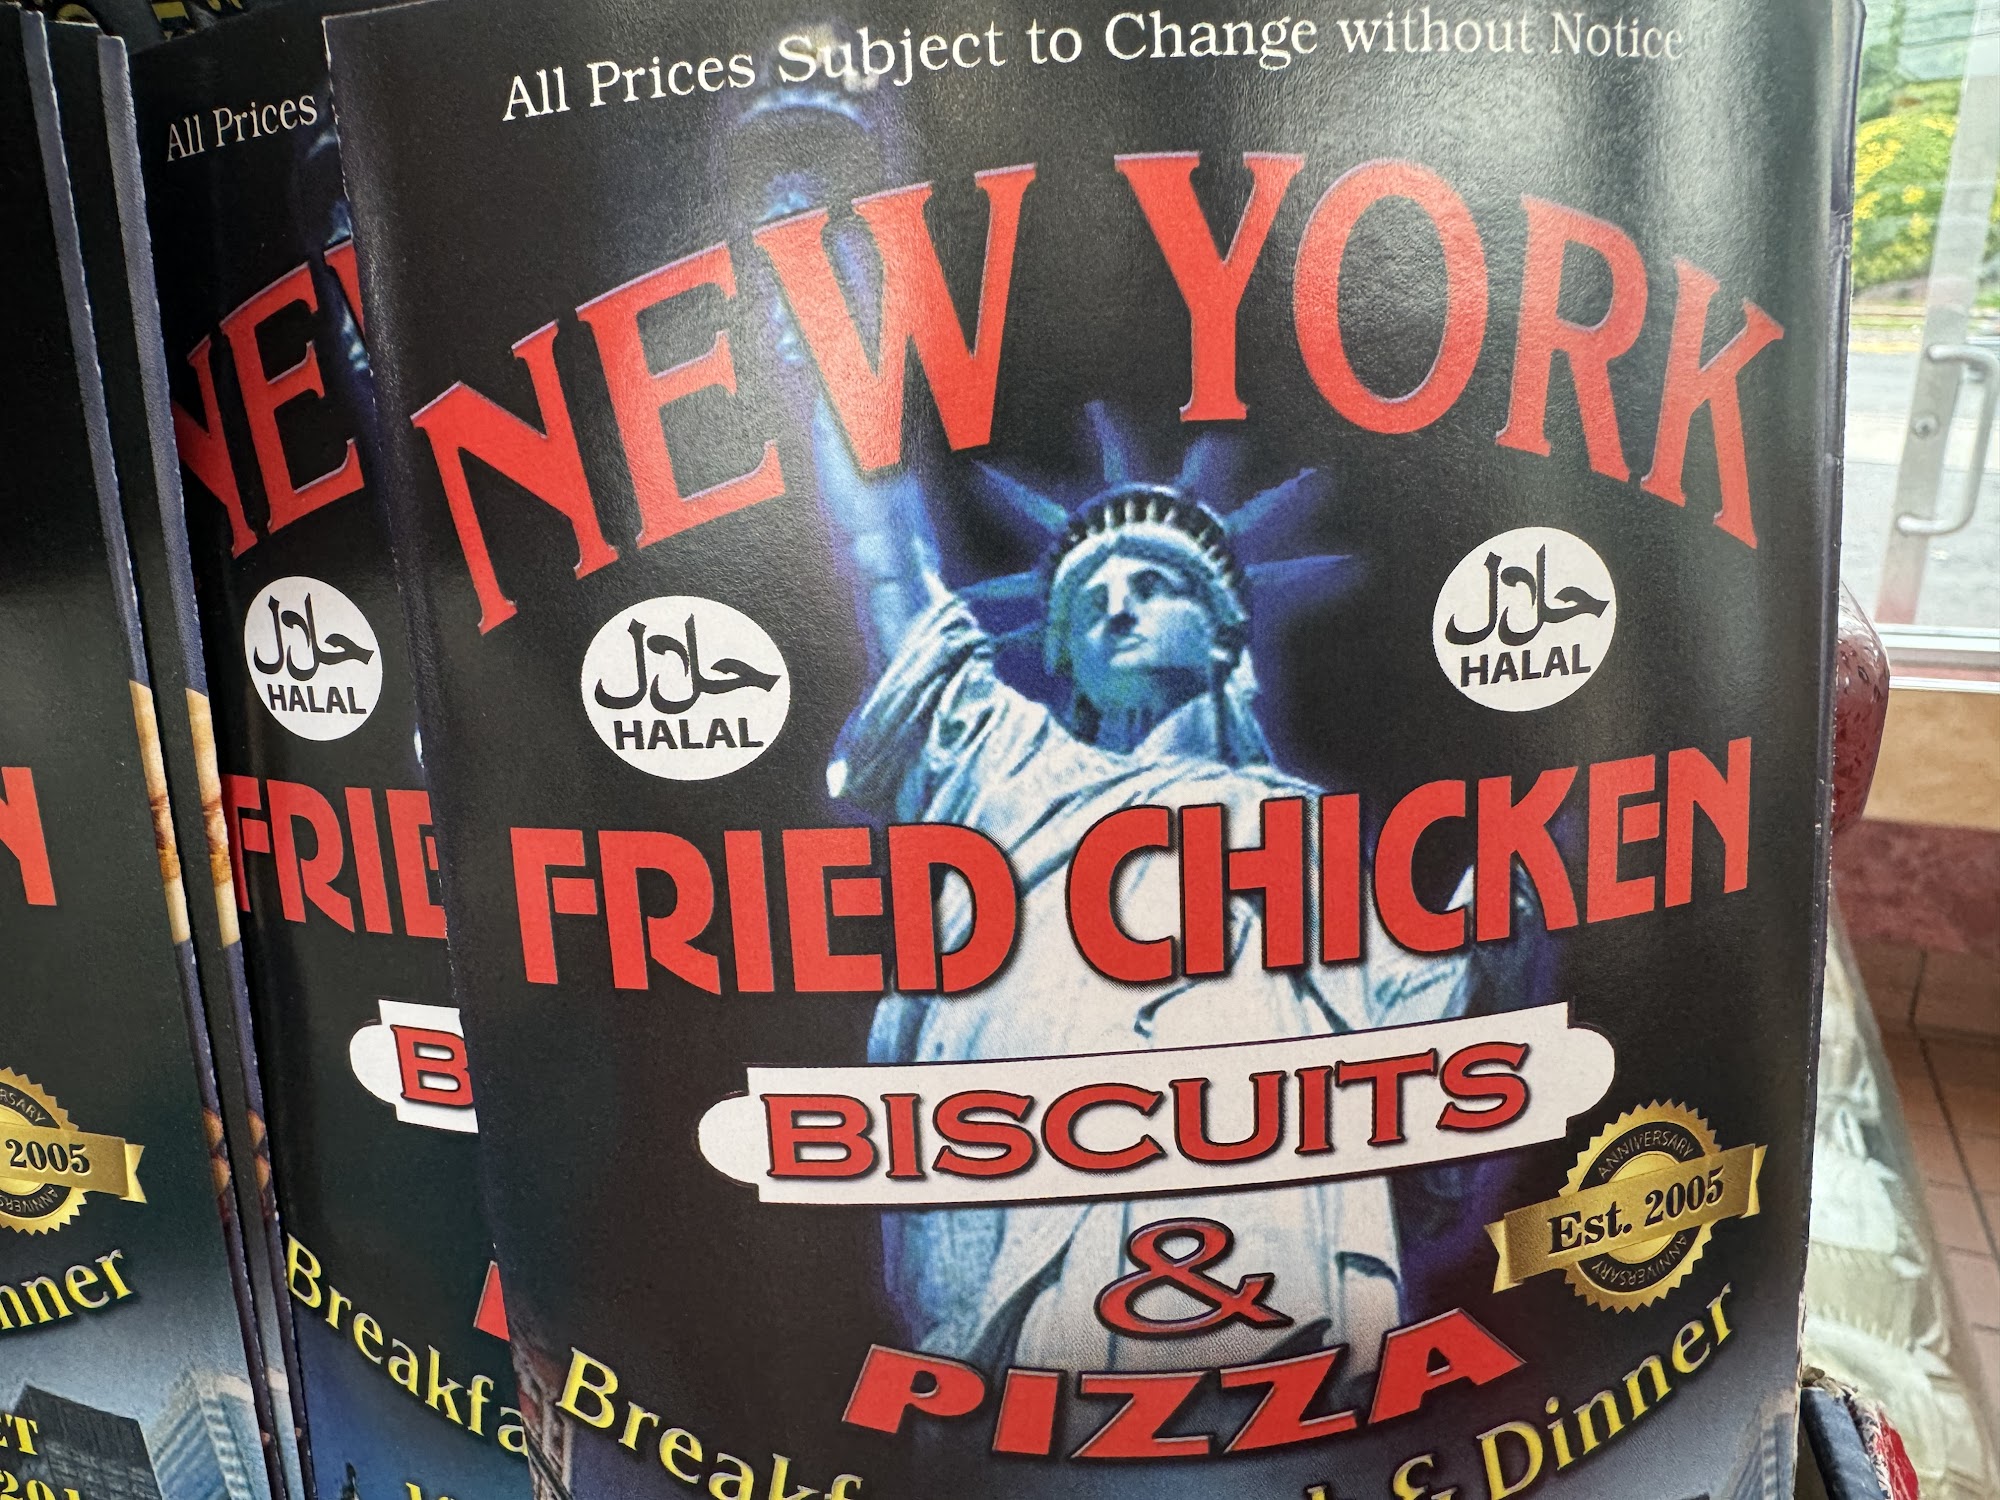 All Prices Subject to Change without Notice
NEW YORK
حلال
HALAL
حلال
HALAL
FRIED CHICKEN
BISCUITS
&
PIZZA
ANNIVERSARY
Est. 2005
ANNIVERSARY
& Dinner
All Prices
حلال
HALAL
2005